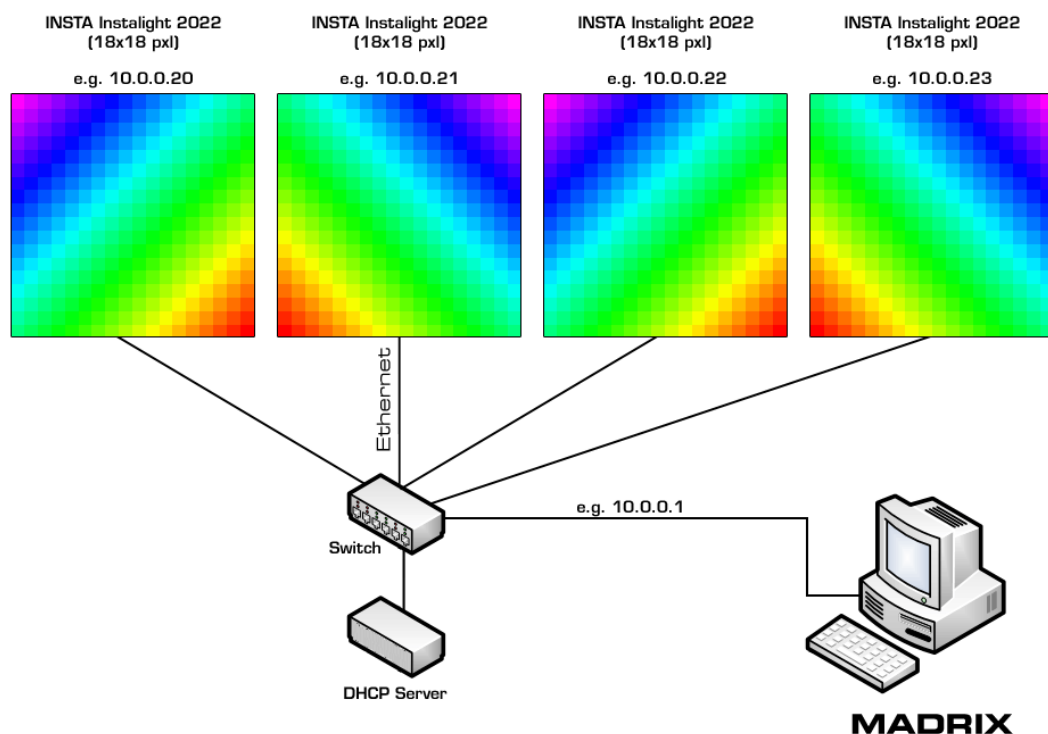 INSTA Instalight 2022
(18x18 pxl)
e.g. 10.0.0.20
INSTA Instalight 2022
(18x18 pxl)
e.g. 10.0.0.21
INSTA Instalight 2022
(18x18 pxl)
e.g. 10.0.0.22
INSTA Instalight 2022
(18x18 pxl)
e.g. 10.0.0.23
Ethernet
e.g. 10.0.0.1
Switch
DHCP Server
MADRIX